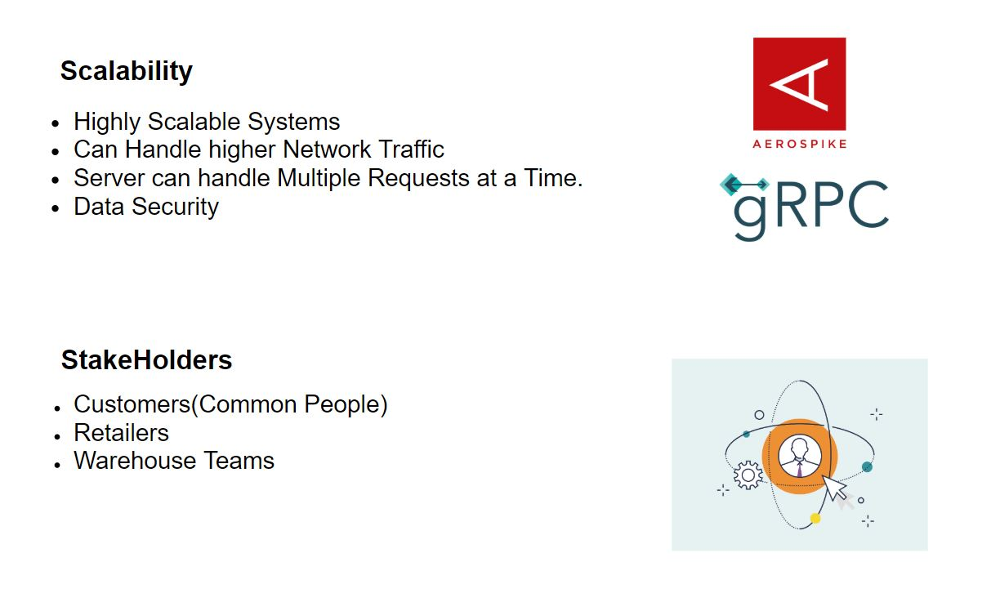 Scalability
Highly Scalable Systems
Can Handle higher Network Traffic
Server can handle Multiple Requests at a Time.
Data Security
AEROSPIKE
gRPC
StakeHolders
Customers(Common People)
Retailers
Warehouse Teams